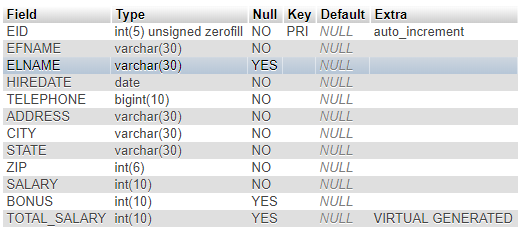 Field Type Null Key Default Extra
EID int(5) unsigned zerofill NO PRI NULL auto_increment
EFNAME varchar(30) NO NULL
ELNAME varchar(30) YES NULL
HIREDATE date NO NULL
TELEPHONE bigint(10) NO NULL
ADDRESS varchar(30) NO NULL
CITY varchar(30) NO NULL
STATE varchar(30) NO NULL
ZIP int(6) NO NULL
SALARY int(10) NO NULL
BONUS int(10) YES NULL
TOTAL_SALARY int(10) YES NULL VIRTUAL GENERATED